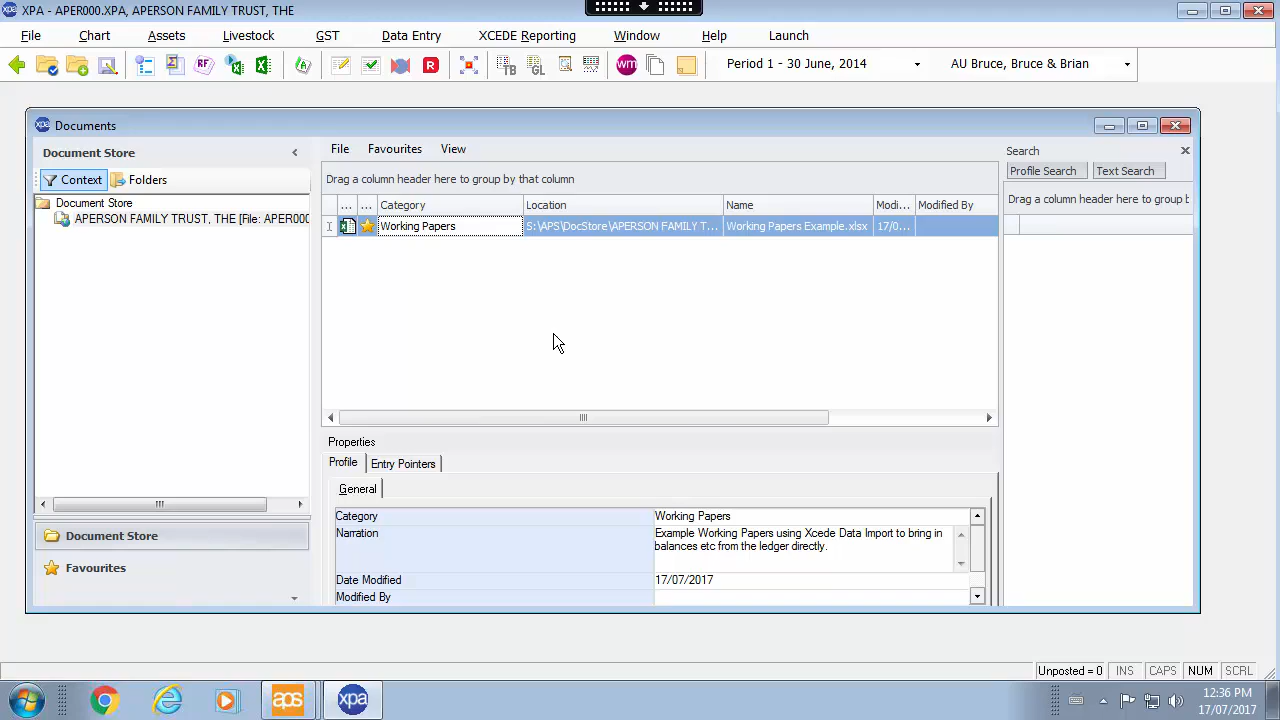 xpa XPA - APER000.XPA, APERSON FAMILY TRUST, THE
File Chart Assets Livestock GST Data Entry XCEDE Reporting Window Help Launch
RF R TB GL wm Period 1 - 30 June, 2014 AU Bruce, Bruce & Brian
xpa Documents
Document Store
Context Folders
Document Store
APERSON FAMILY TRUST, THE [File: APER000
Document Store
Favourites
File Favourites View
Drag a column header here to group by that column
... ... Category Location Name Modi... Modified By
Working Papers S:\APS\DocStore\APERSON FAMILY T... Working Papers Example.xlsx 17/0...
Properties
Profile Entry Pointers
General
Category Working Papers
Narration Example Working Papers using Xcede Data Import to bring in
balances etc from the ledger directly.
Date Modified 17/07/2017
Modified By
Search
Profile Search Text Search
Drag a column header here to group b
Unposted = 0 INS CAPS NUM SCRL
aps xpa
12:36 PM
17/07/2017